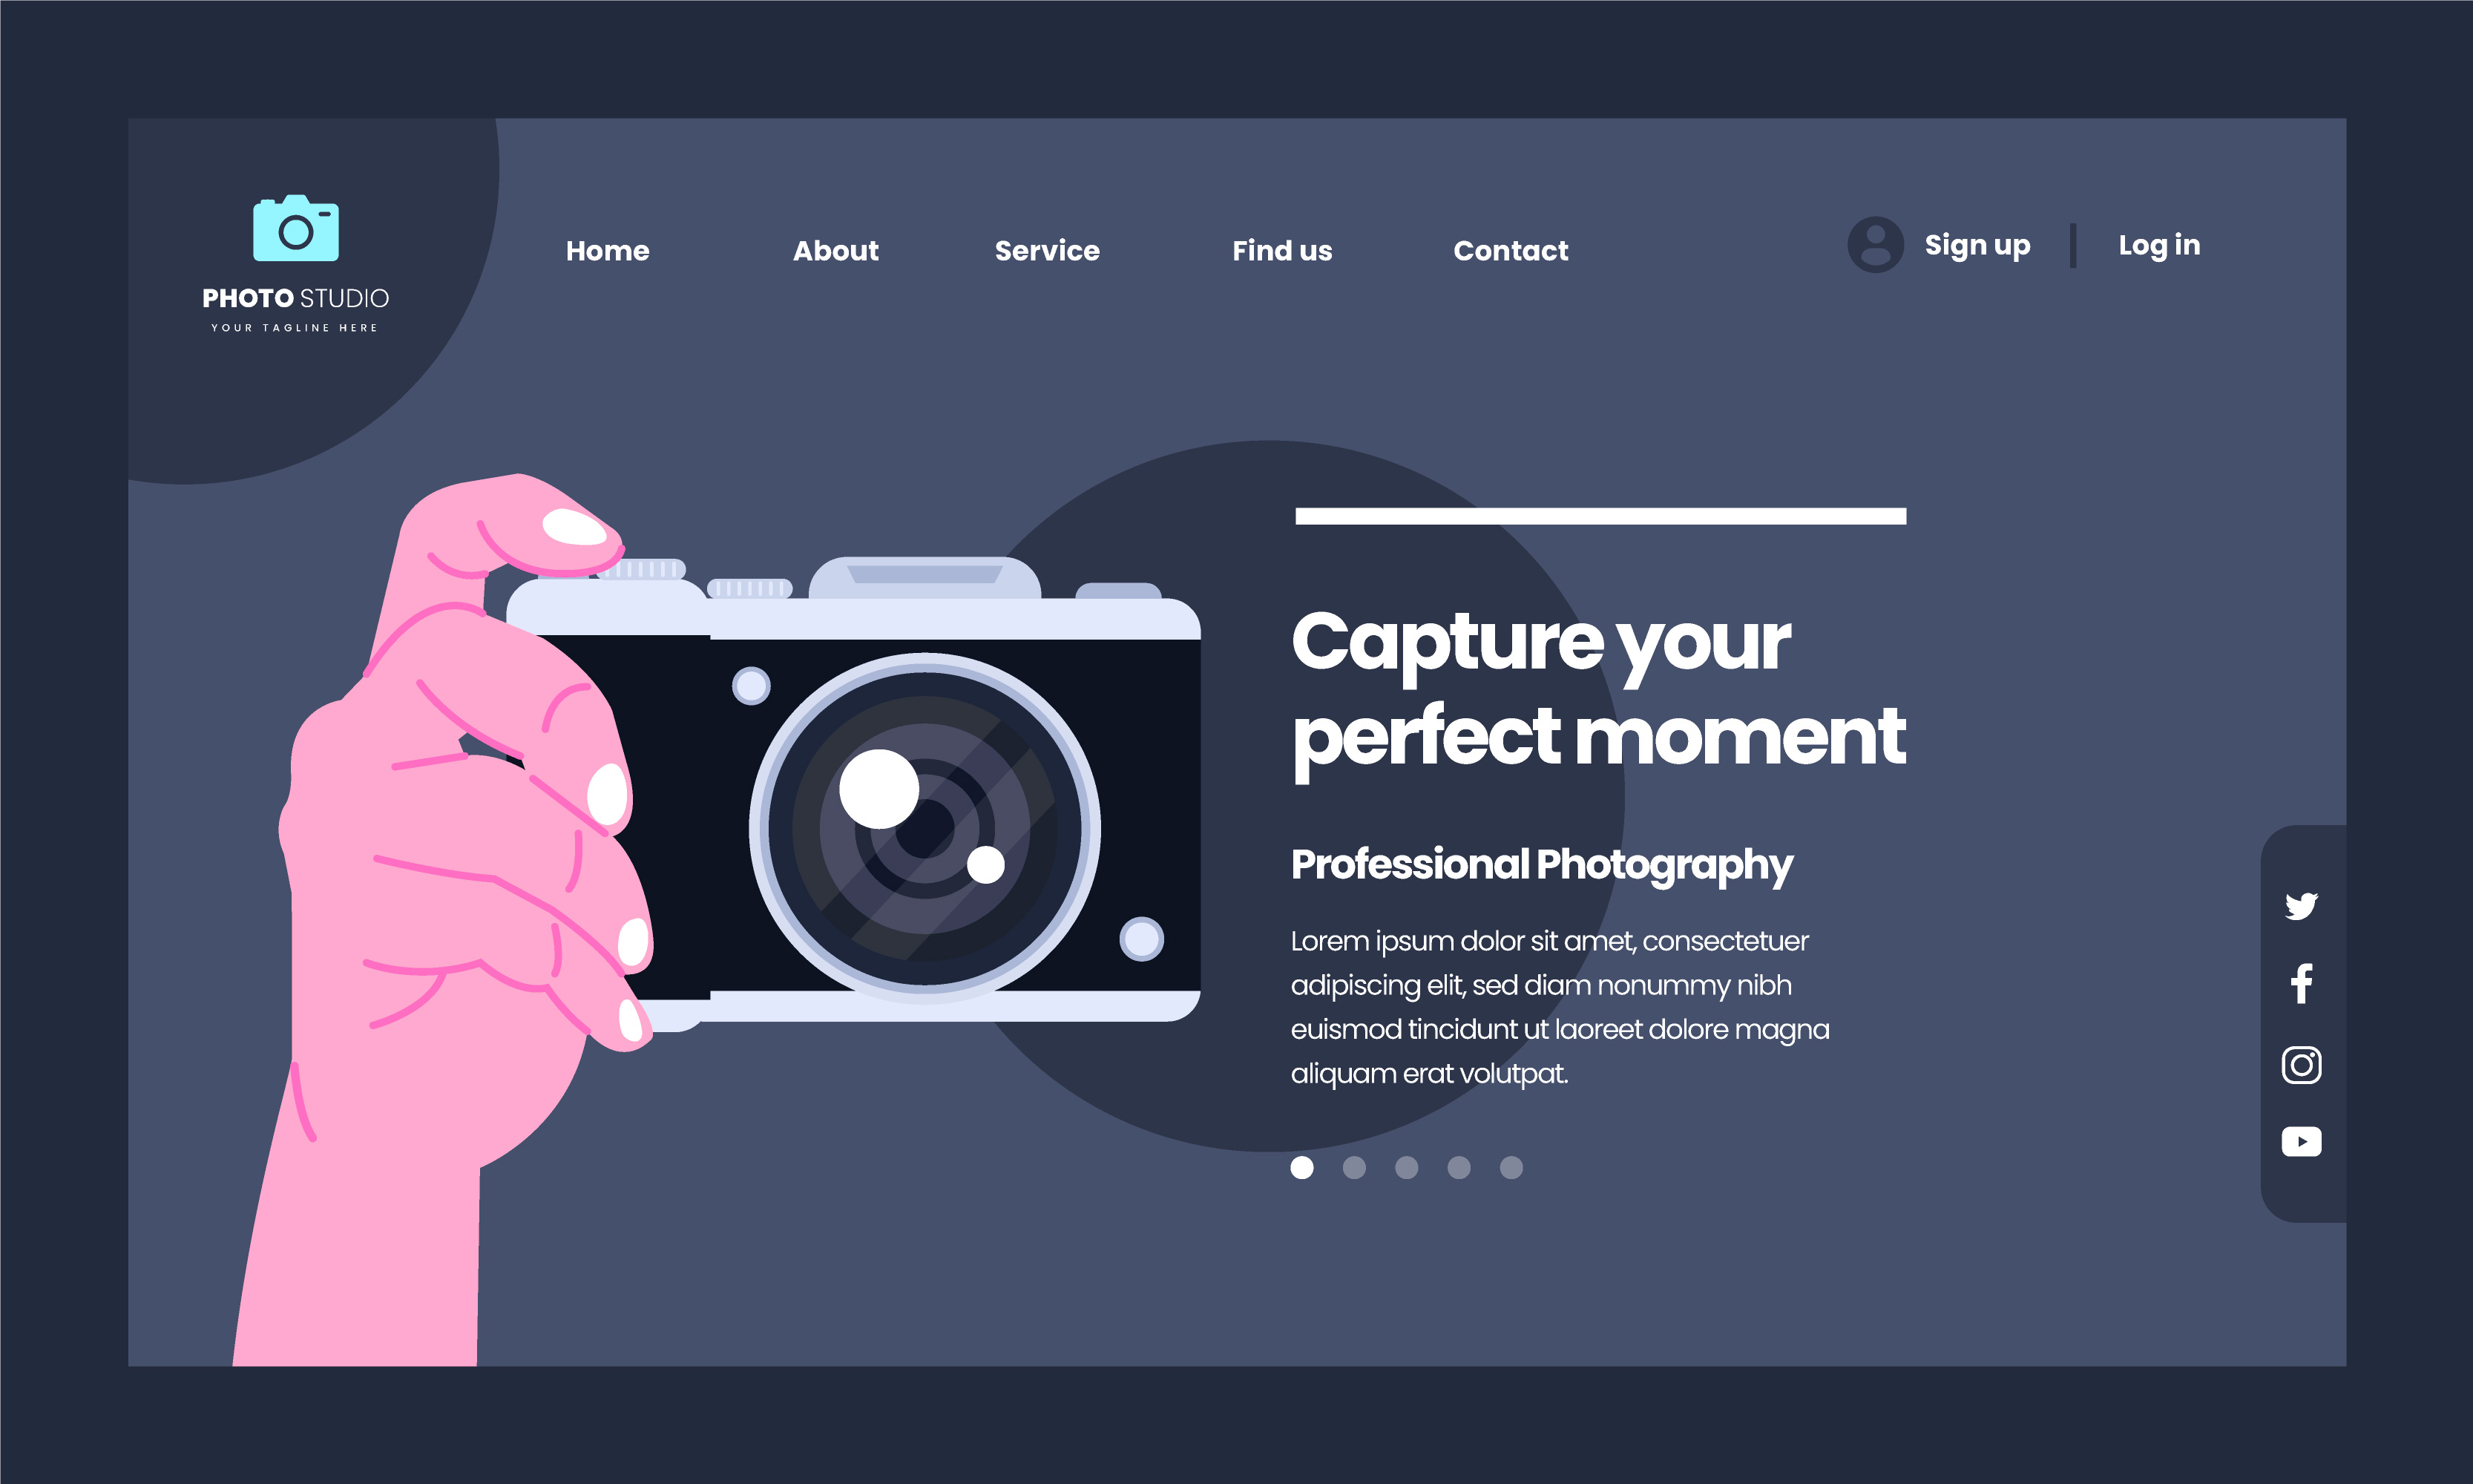 PHOTO STUDIO
YOUR TAGLINE HERE
Home About Service Find us Contact
Sign up Log in
Capture your
perfect moment
Professional Photography
Lorem ipsum dolor sit amet, consectetuer
adipiscing elit, sed diam nonummy nibh
euismod tincidunt ut laoreet dolore magna
aliquam erat volutpat.